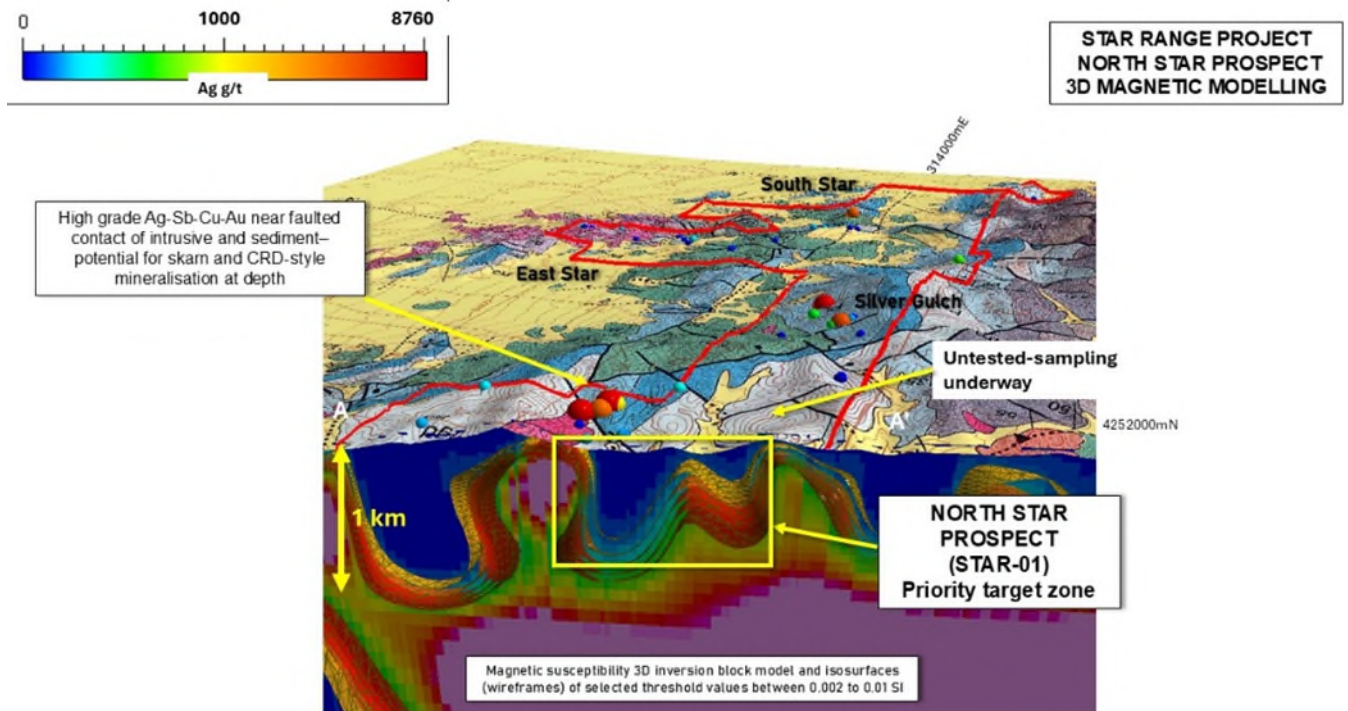 0 1000 8760
Ag g/t
STAR RANGE PROJECT
NORTH STAR PROSPECT
3D MAGNETIC MODELLING
314000mE
South Star
High grade Ag-Sb-Cu-Au near faulted
contact of intrusive and sediment–
potential for skarn and CRD-style
mineralisation at depth
East Star
Silver Gulch
Untested-sampling
underway
A
A'
4252000mN
1 km
NORTH STAR
PROSPECT
(STAR-01)
Priority target zone
Magnetic susceptibility 3D inversion block model and isosurfaces
(wireframes) of selected threshold values between 0.002 to 0.01 SI